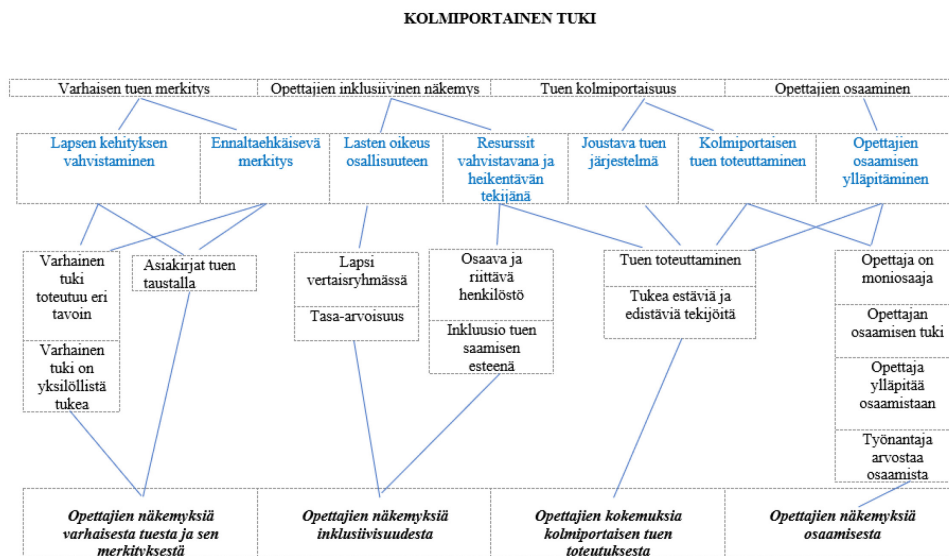 KOLMIPORTAINEN TUKI
Varhaisen tuen merkitys
Opettajien inklusiivinen näkemys
Tuen kolmiportaisuus
Opettajien osaaminen
Lapsen kehityksen
vahvistaminen
Ennaltaehkäisevä
merkitys
Lasten oikeus
osallisuuteen
Resurssit
vahvistavana ja
heikentävän
tekijänä
Joustava tuen
järjestelmä
Kolmiportaisen
tuen toteuttaminen
Opettajien
osaamisen
ylläpitäminen
Varhainen
tuki
toteutuu eri
tavoin
Varhainen
tuki on
yksilöllistä
tukea
Asiakirjat tuen
taustalla
Lapsi
vertaisryhmässä
Tasa-arvoisuus
Osaava ja
riittävä
henkilöstö
Inkluusio tuen
saamisen
esteenä
Tuen toteuttaminen
Tukea estäviä ja
edistäviä tekijöitä
Opettaja on
moniosaaja
Opettajan
osaamisen tuki
Opettaja
ylläpitää
osaamistaan
Työnantaja
arvostaa
osaamista
Opettajien näkemyksiä
varhaisesta tuesta ja sen
merkityksestä
Opettajien näkemyksiä
inklusiivisuudesta
Opettajien kokemuksia
kolmiportaisen tuen
toteutuksesta
Opettajien näkemyksiä
osaamisesta